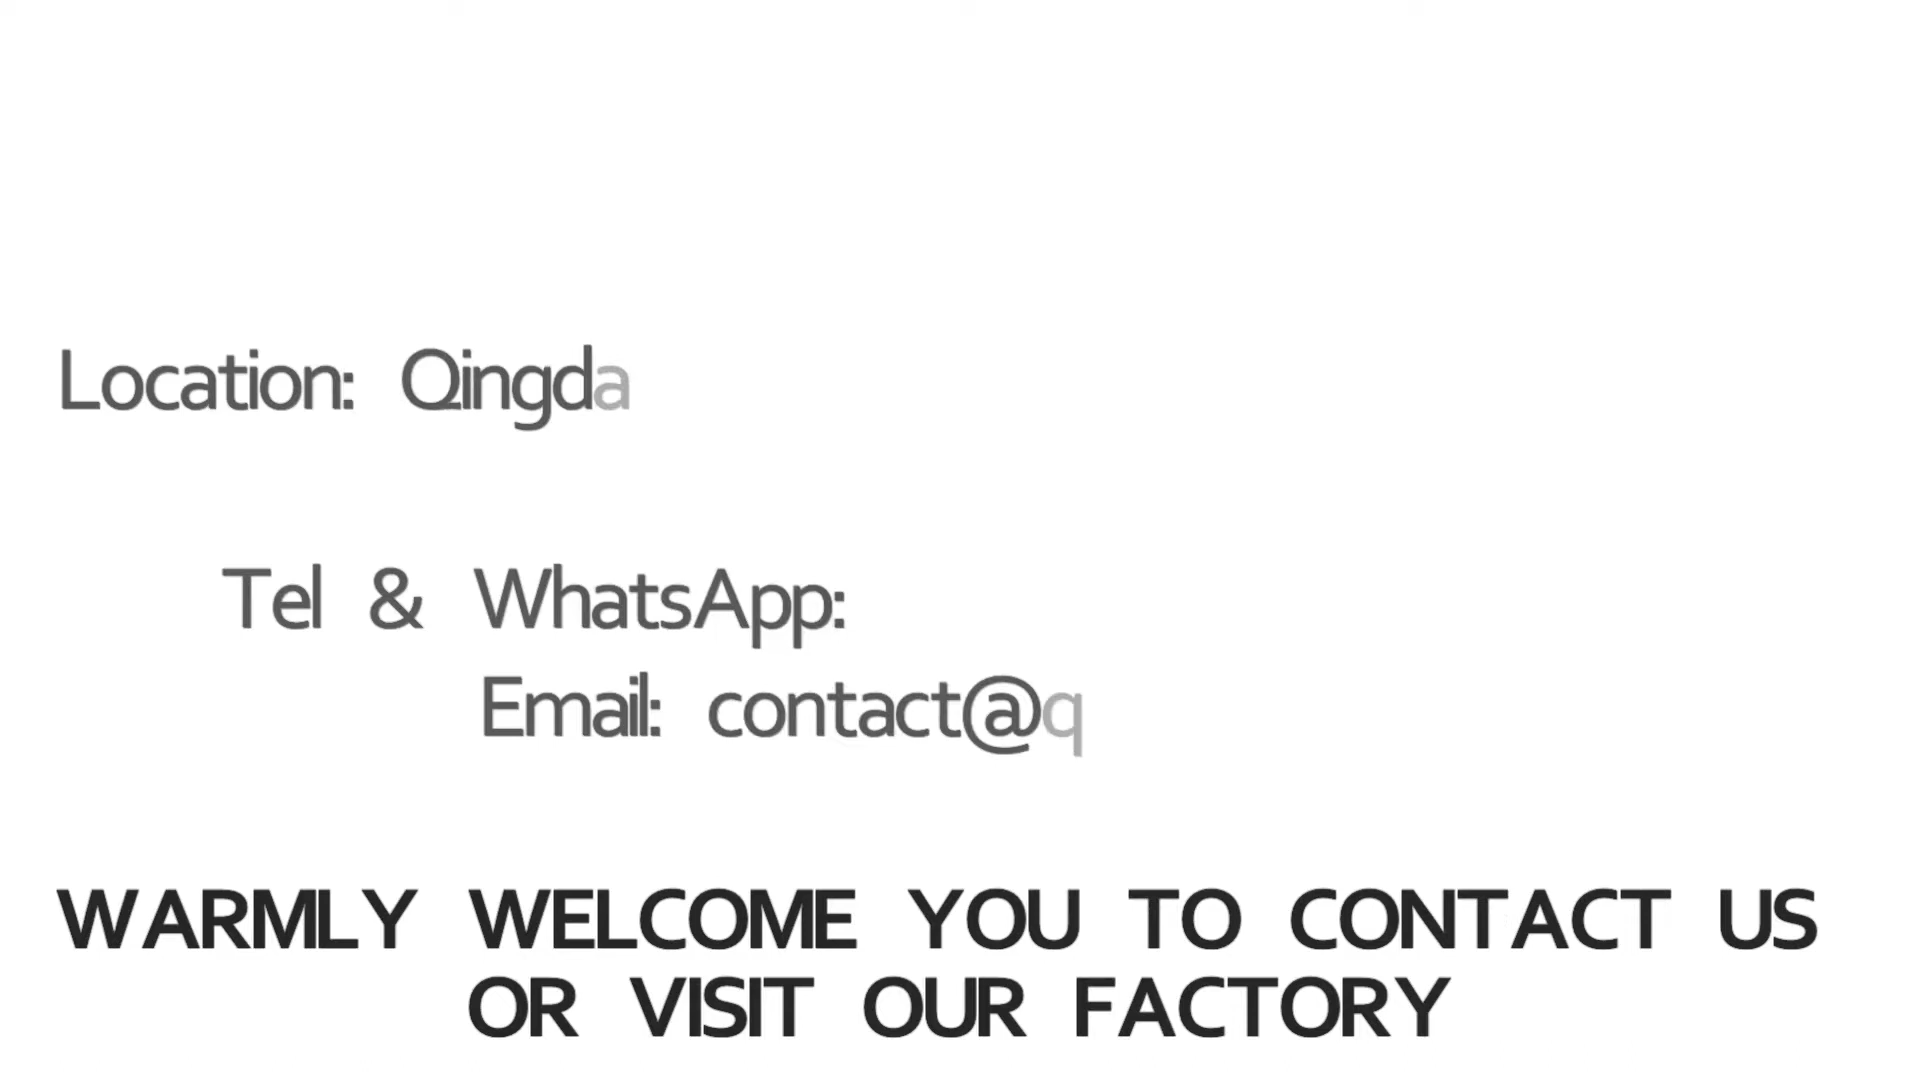 Location: Qingda
Tel & WhatsApp:
Email: contact@q
WARMLY WELCOME YOU TO CONTACT US
OR VISIT OUR FACTORY